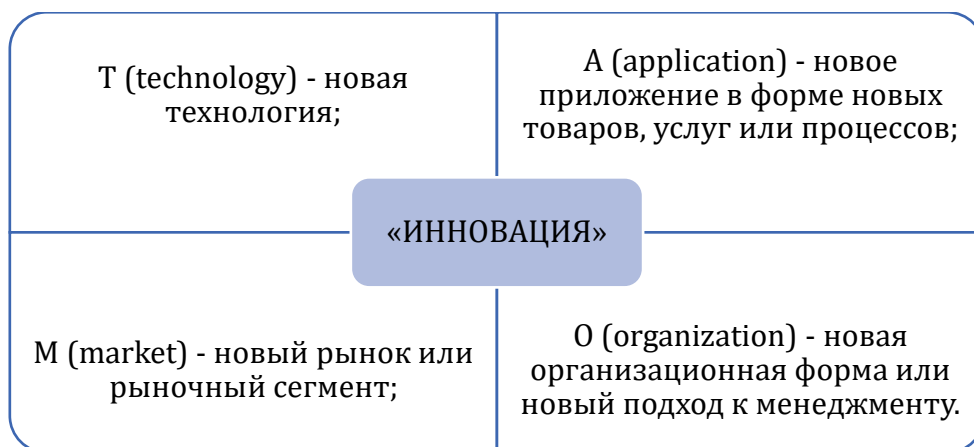 T (technology) - новая
технология;
A (application) - новое
приложение в форме новых
товаров, услуг или процессов;
«ИННОВАЦИЯ»
M (market) - новый рынок или
рыночный сегмент;
O (organization) - новая
организационная форма или
новый подход к менеджменту.